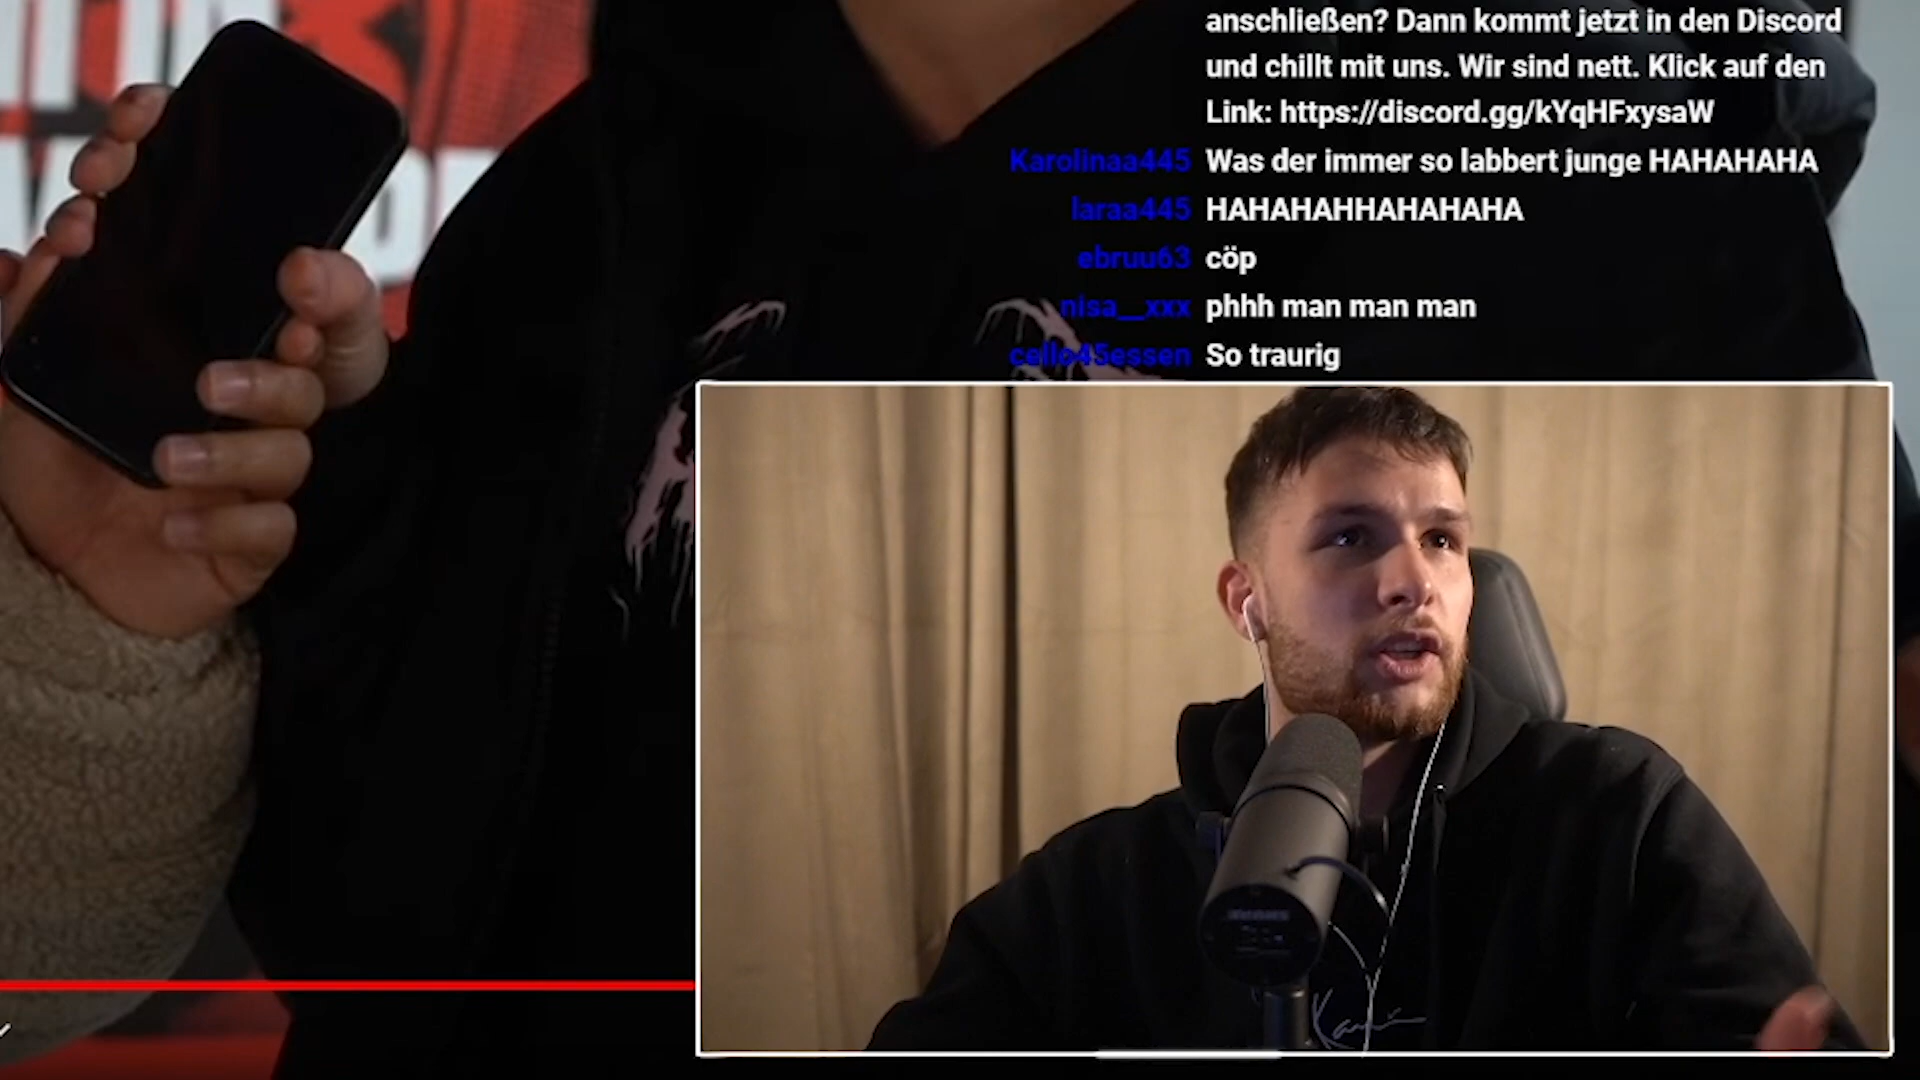 anschließen? Dann kommt jetzt in den Discord
und chillt mit uns. Wir sind nett. Klick auf den
Link: https://discord.gg/kYqHFxysaW
Karolinaa445 Was der immer so labbert junge HAHAHAHA
laraa445 HAHAHAHHAHAHAHA
ebruu63 cöp
nisa__xxx phhh man man man
cello45essen So traurig